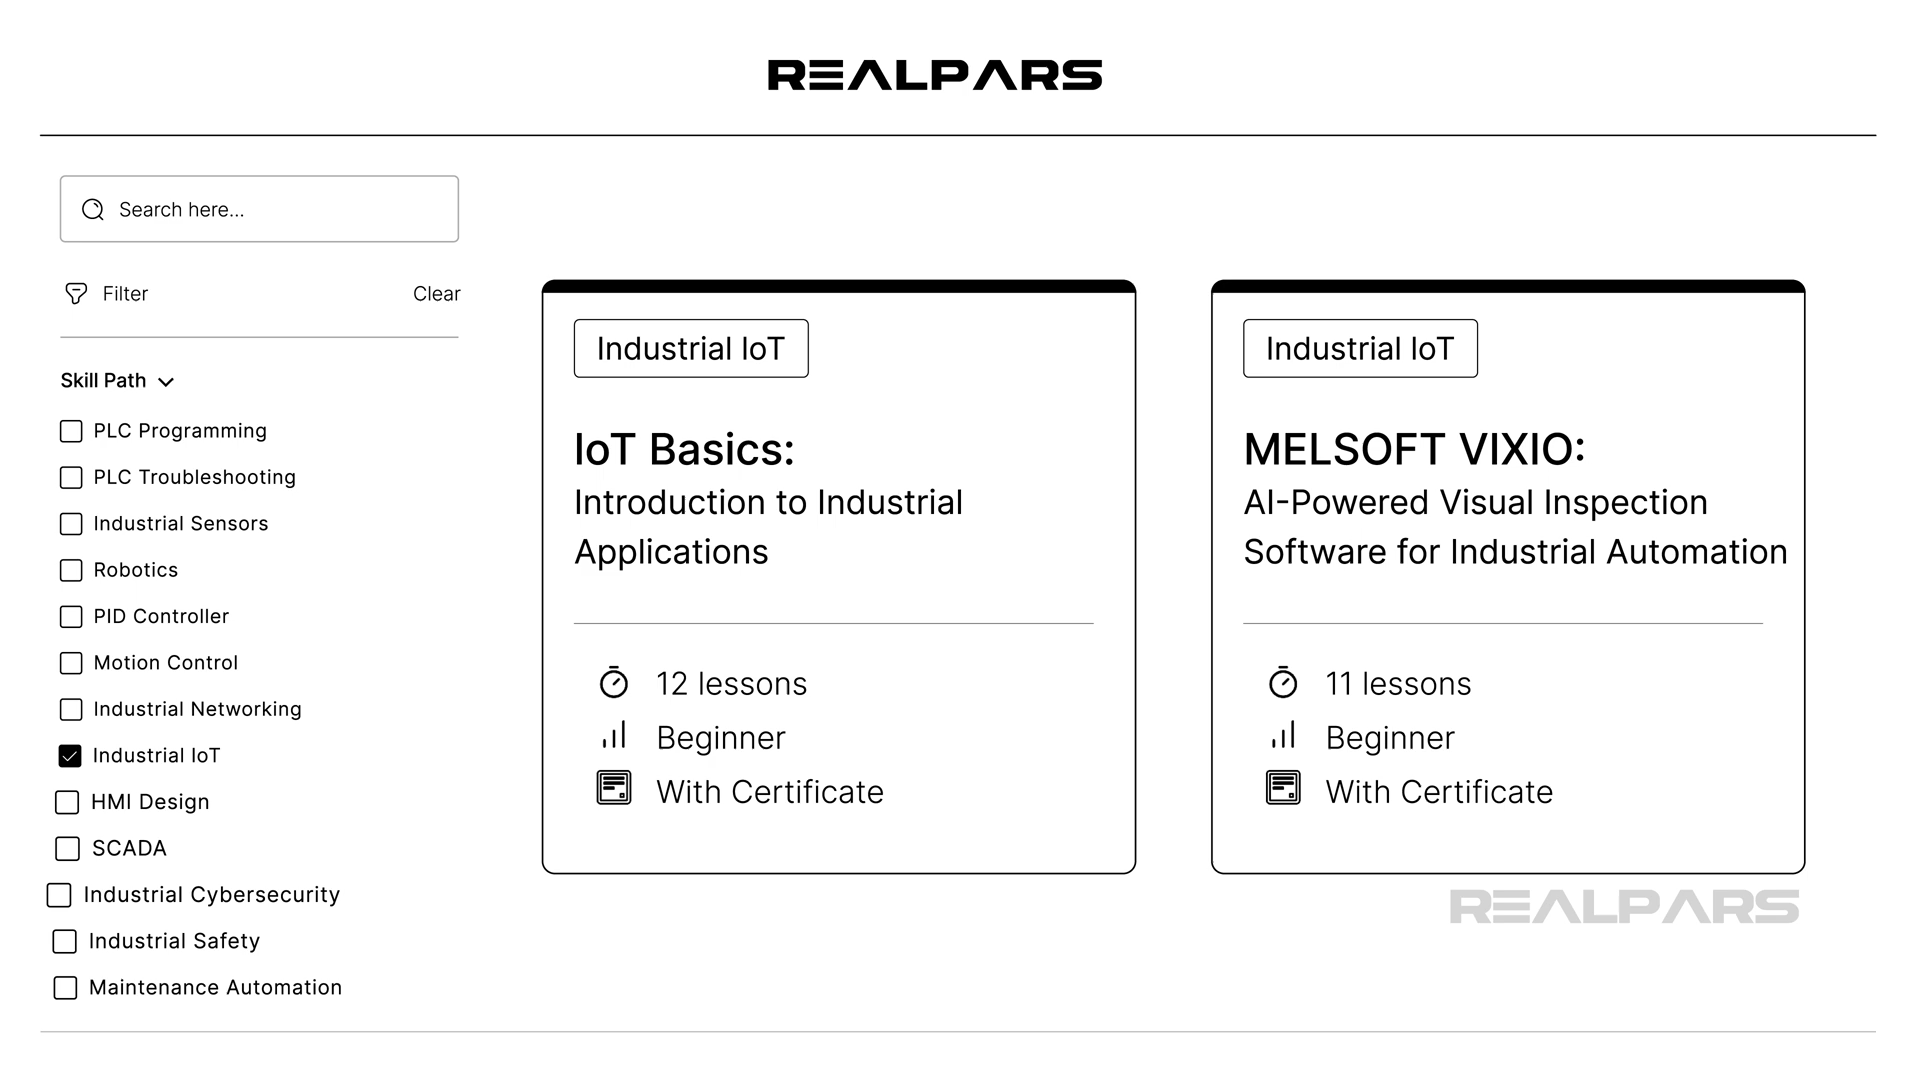 REALPARS
Search here...
Filter
Clear
Skill Path
PLC Programming
PLC Troubleshooting
Industrial Sensors
Robotics
PID Controller
Motion Control
Industrial Networking
Industrial IoT
HMI Design
SCADA
Industrial Cybersecurity
Industrial Safety
Maintenance Automation
Industrial IoT
IoT Basics:
Introduction to Industrial
Applications
12 lessons
Beginner
With Certificate
Industrial IoT
MELSOFT VIXIO:
AI-Powered Visual Inspection
Software for Industrial Automation
11 lessons
Beginner
With Certificate
REALPARS